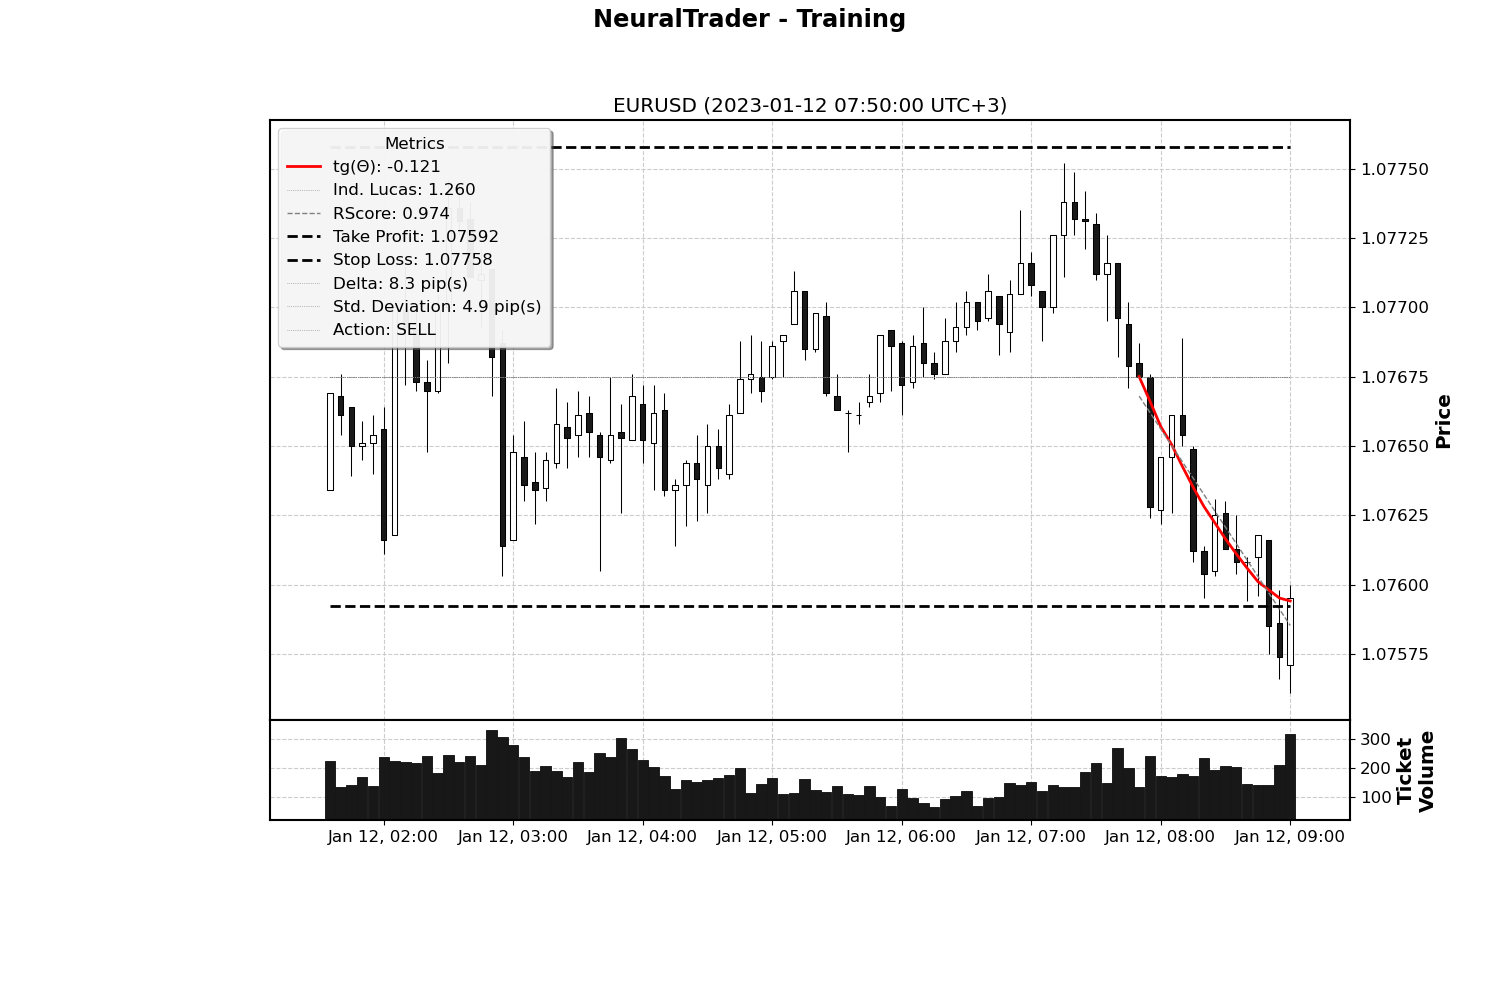 NeuralTrader - Training
EURUSD (2023-01-12 07:50:00 UTC+3)
Metrics
tg(Θ): -0.121
Ind. Lucas: 1.260
RScore: 0.974
Take Profit: 1.07592
Stop Loss: 1.07758
Delta: 8.3 pip(s)
Std. Deviation: 4.9 pip(s)
Action: SELL
1.07750
1.07725
1.07700
1.07675
1.07650
1.07625
1.07600
1.07575
Price
300
200
100
Ticket
Volume
Jan 12, 02:00 Jan 12, 03:00 Jan 12, 04:00 Jan 12, 05:00 Jan 12, 06:00 Jan 12, 07:00 Jan 12, 08:00 Jan 12, 09:00